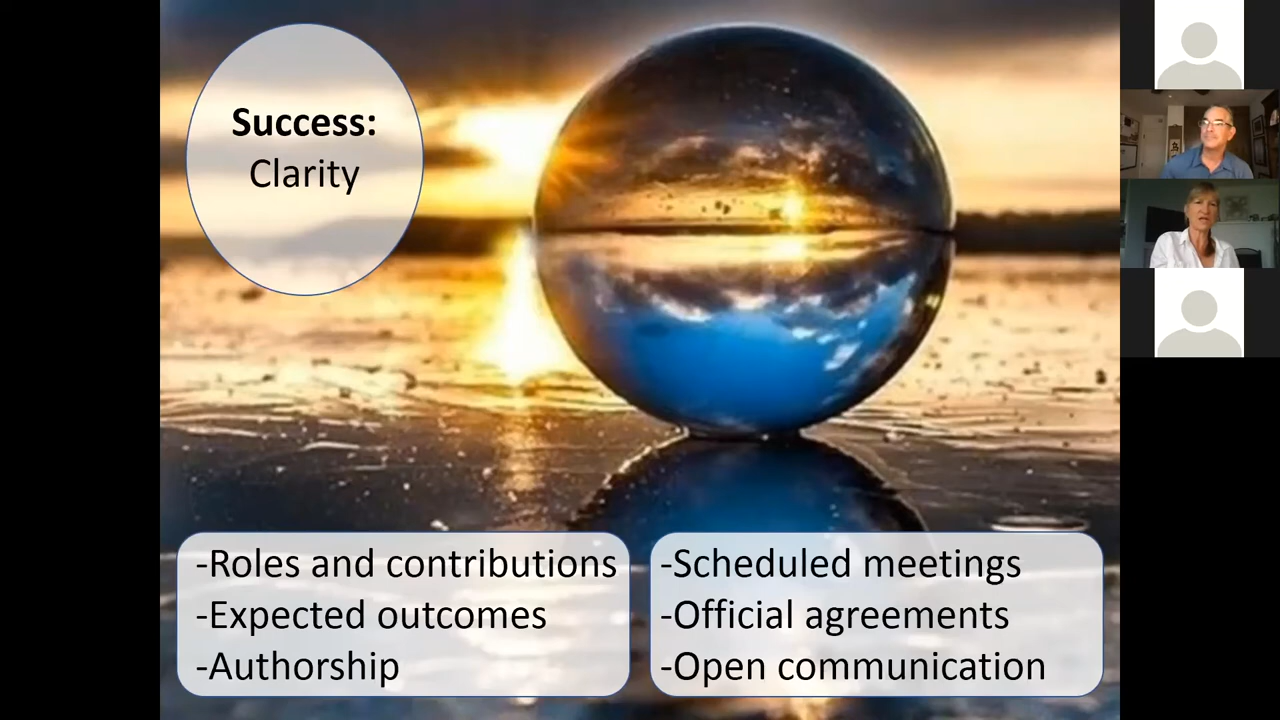 Success:
Clarity
-Roles and contributions
-Expected outcomes
-Authorship
-Scheduled meetings
-Official agreements
-Open communication